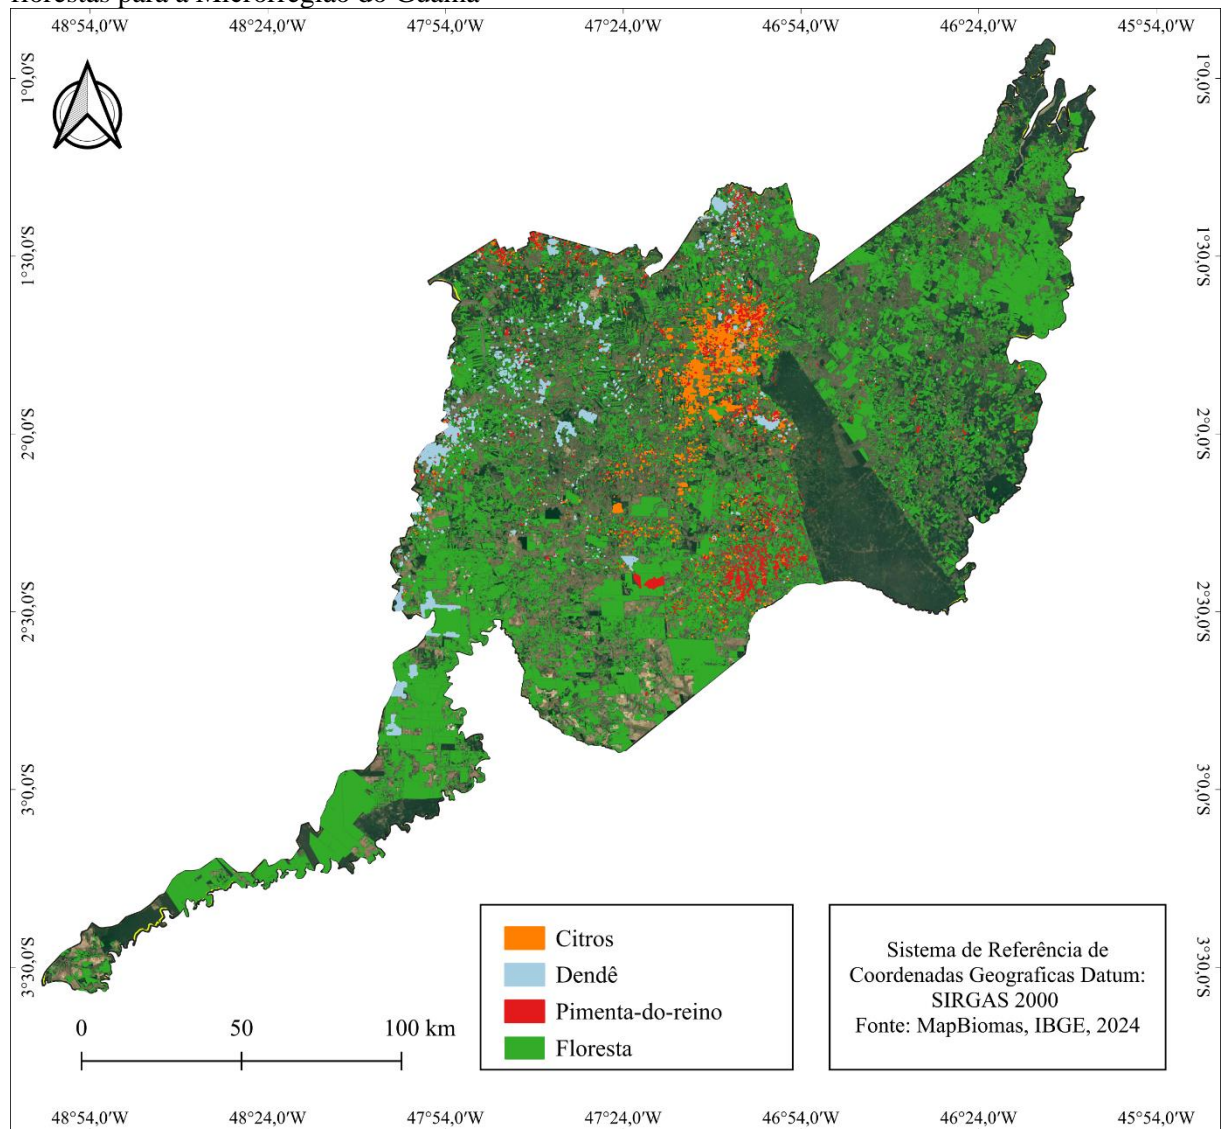 florestas para a Microrregião do Guamá
48°54,0'W 48°24,0'W 47°54,0'W 47°24,0'W 46°54,0'W 46°24,0'W 45°54,0'W
1°0,0'S 1°0,0'S
1°30,0'S 1°30,0'S
2°0,0'S 2°0,0'S
2°30,0'S 2°30,0'S
3°0,0'S 3°0,0'S
3°30,0'S 3°30,0'S
Citros
Dendê
Pimenta-do-reino
Floresta
Sistema de Referência de
Coordenadas Geograficas Datum:
SIRGAS 2000
Fonte: MapBiomas, IBGE, 2024
0 50 100 km
48°54,0'W 48°24,0'W 47°54,0'W 47°24,0'W 46°54,0'W 46°24,0'W 45°54,0'W